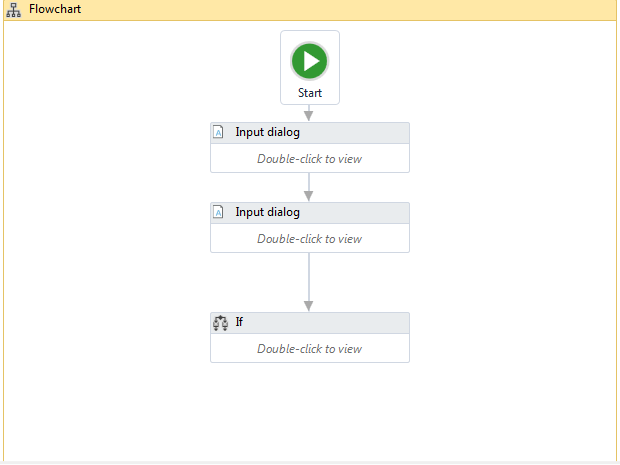 Flowchart
Start
Input dialog
Double-click to view
Input dialog
Double-click to view
If
Double-click to view